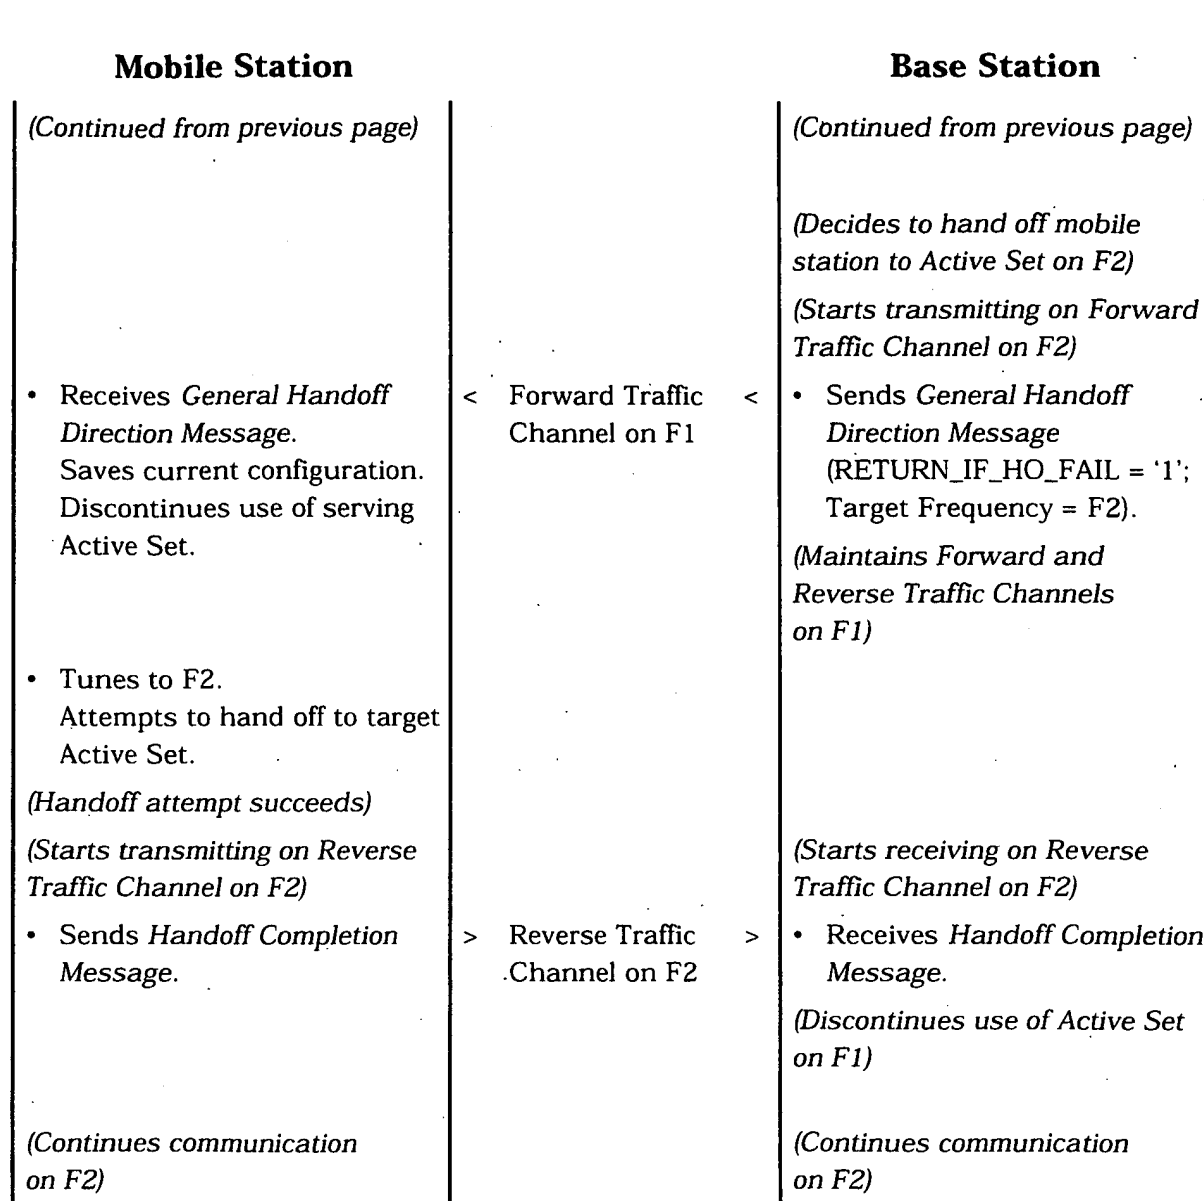 Mobile Station
Base Station
(Continued from previous page)
(Continued from previous page)
(Decides to hand off mobile
station to Active Set on F2)
(Starts transmitting on Forward
Traffic Channel on F2)
• Receives General Handoff
Direction Message.
Saves current configuration.
Discontinues use of serving
Active Set.
< Forward Traffic <
Channel on F1
• Sends General Handoff
Direction Message
(RETURN_IF_HO_FAIL = ‘1’;
Target Frequency = F2).
(Maintains Forward and
Reverse Traffic Channels
on F1)
• Tunes to F2.
Attempts to hand off to target
Active Set.
(Handoff attempt succeeds)
(Starts transmitting on Reverse
Traffic Channel on F2)
(Starts receiving on Reverse
Traffic Channel on F2)
• Sends Handoff Completion
Message.
> Reverse Traffic >
Channel on F2
• Receives Handoff Completion
Message.
(Discontinues use of Active Set
on F1)
(Continues communication
on F2)
(Continues communication
on F2)